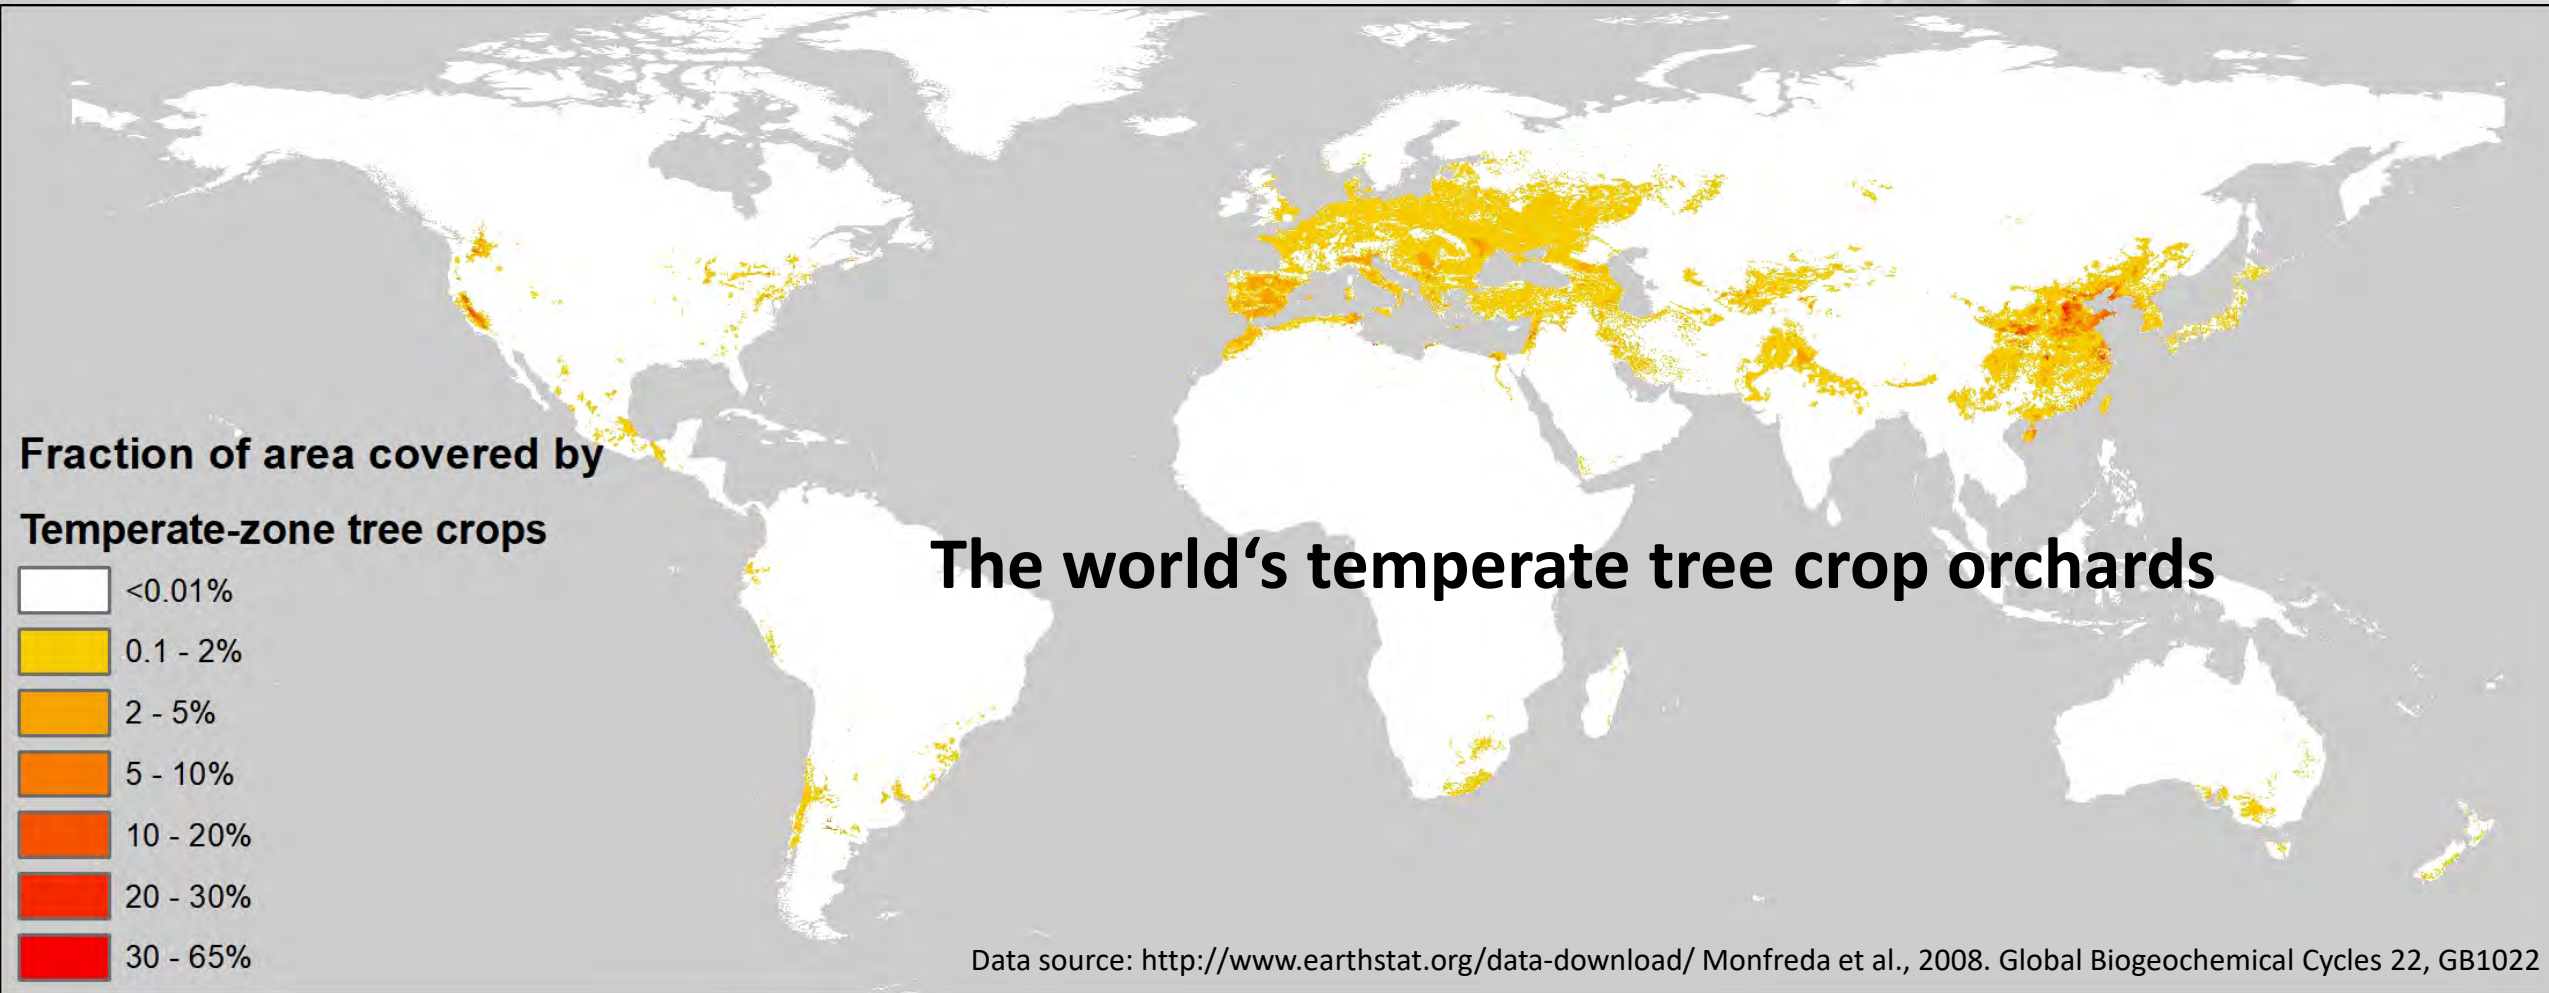 Fraction of area covered by
Temperate-zone tree crops
<0.01%
0.1 - 2%
2 - 5%
5 - 10%
10 - 20%
20 - 30%
30 - 65%
The world‘s temperate tree crop orchards
Data source: http://www.earthstat.org/data-download/ Monfreda et al., 2008. Global Biogeochemical Cycles 22, GB1022